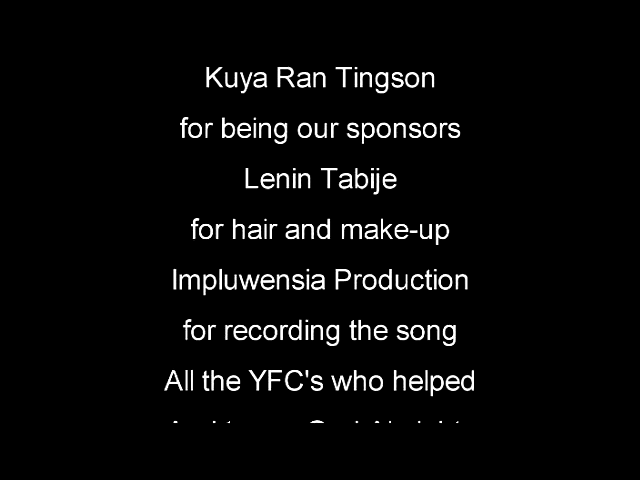 Kuya Ran Tingson
for being our sponsors
Lenin Tabije
for hair and make-up
Impluwensia Production
for recording the song
All the YFC's who helped